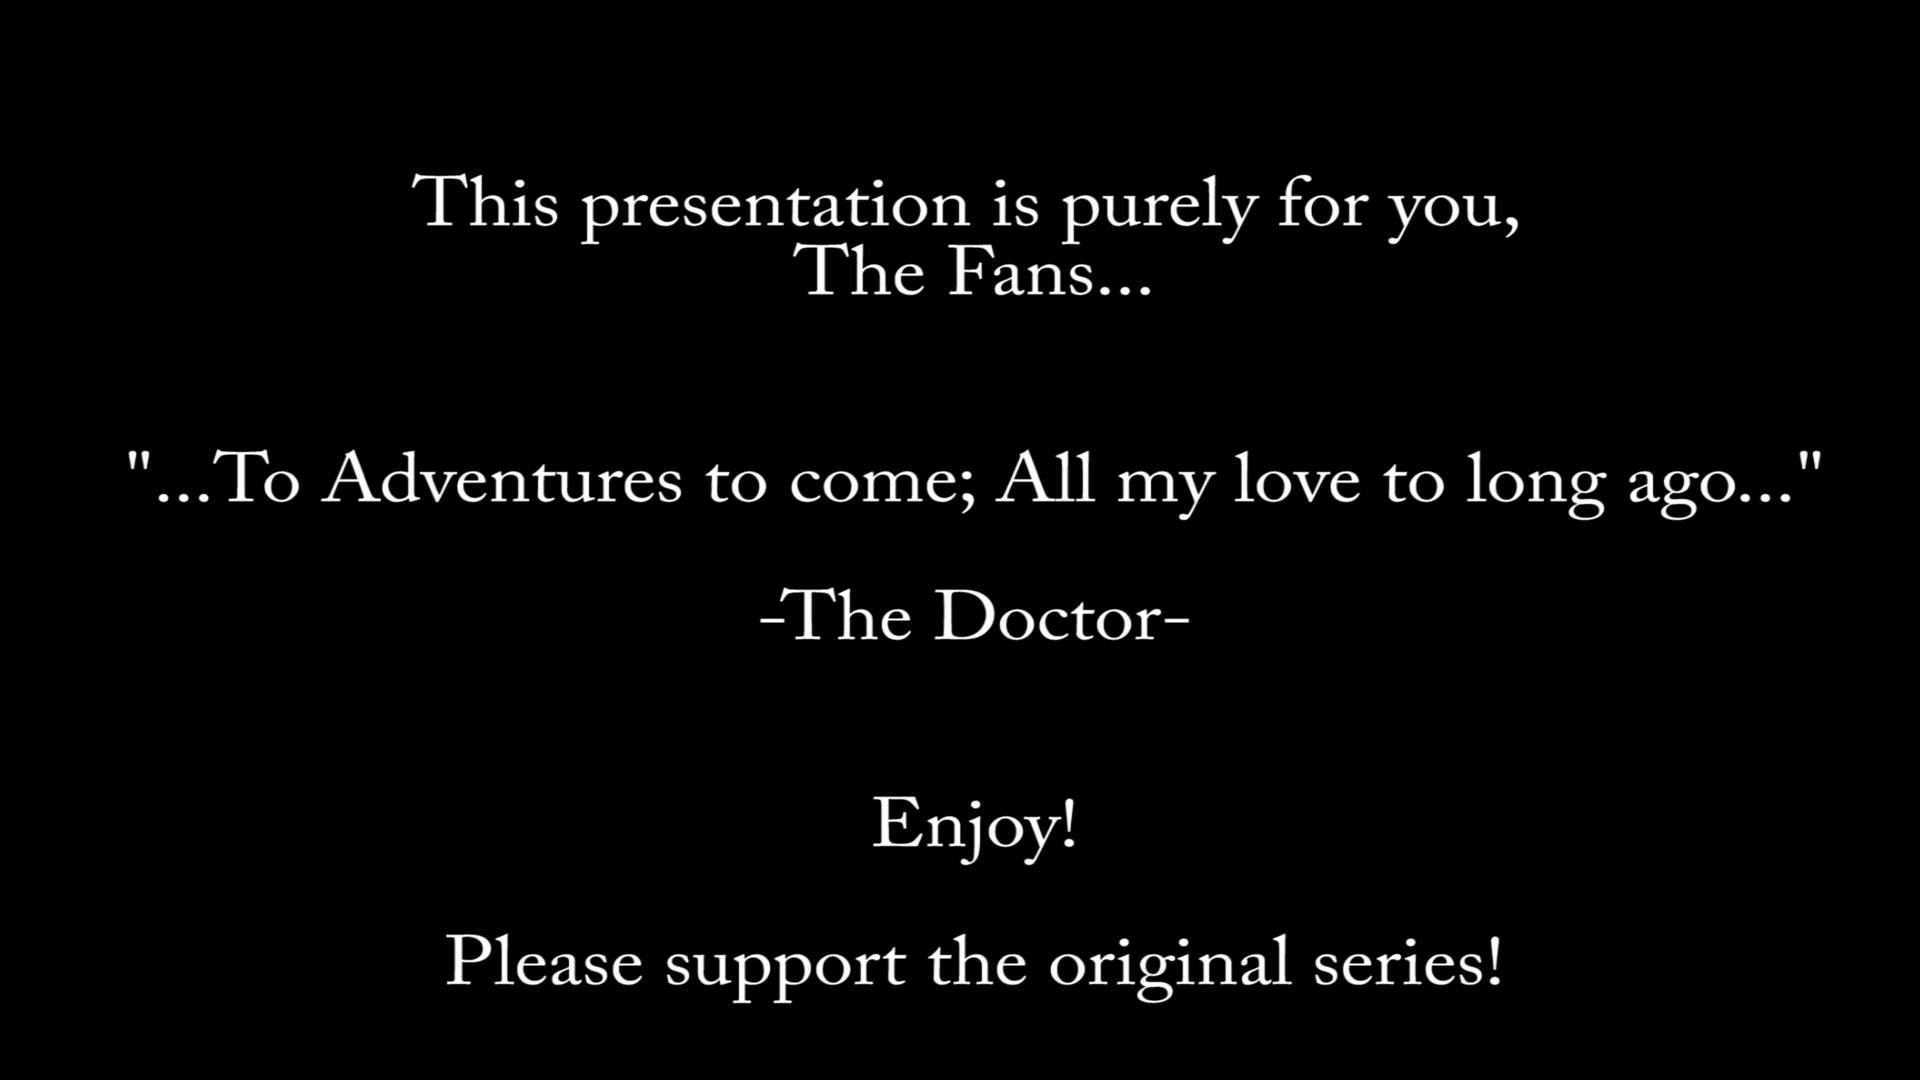 This presentation is purely for you,
The Fans...
"...To Adventures to come; All my love to long ago..."
-The Doctor-
Enjoy!
Please support the original series!